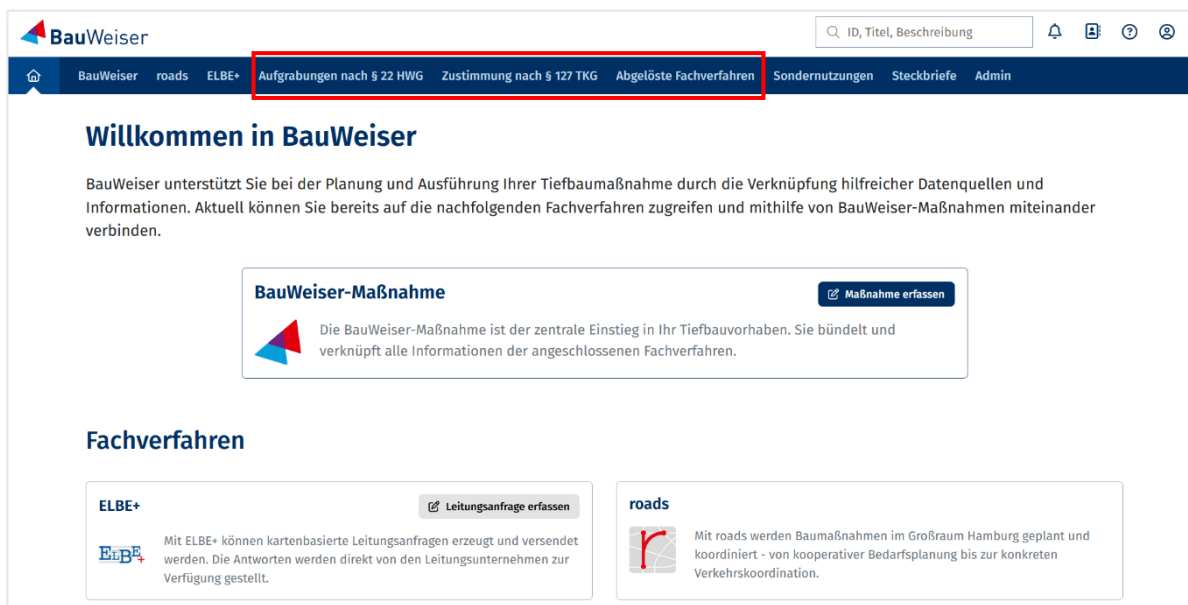 BauWeiser
ID, Titel, Beschreibung
BauWeiser roads ELBE+ Aufgrabungen nach § 22 HWG Zustimmung nach § 127 TKG Abgelöste Fachverfahren Sondernutzungen Steckbriefe Admin
Willkommen in BauWeiser
BauWeiser unterstützt Sie bei der Planung und Ausführung Ihrer Tiefbaumaßnahme durch die Verknüpfung hilfreicher Datenquellen und
Informationen. Aktuell können Sie bereits auf die nachfolgenden Fachverfahren zugreifen und mithilfe von BauWeiser-Maßnahmen miteinander
verbinden.
BauWeiser-Maßnahme
Maßnahme erfassen
Die BauWeiser-Maßnahme ist der zentrale Einstieg in Ihr Tiefbauvorhaben. Sie bündelt und
verknüpft alle Informationen der angeschlossenen Fachverfahren.
Fachverfahren
ELBE+
Leitungsanfrage erfassen
ELBE+
Mit ELBE+ können kartenbasierte Leitungsanfragen erzeugt und versendet
werden. Die Antworten werden direkt von den Leitungsunternehmen zur
Verfügung gestellt.
roads
r
Mit roads werden Baumaßnahmen im Großraum Hamburg geplant und
koordiniert - von kooperativer Bedarfsplanung bis zur konkreten
Verkehrskoordination.